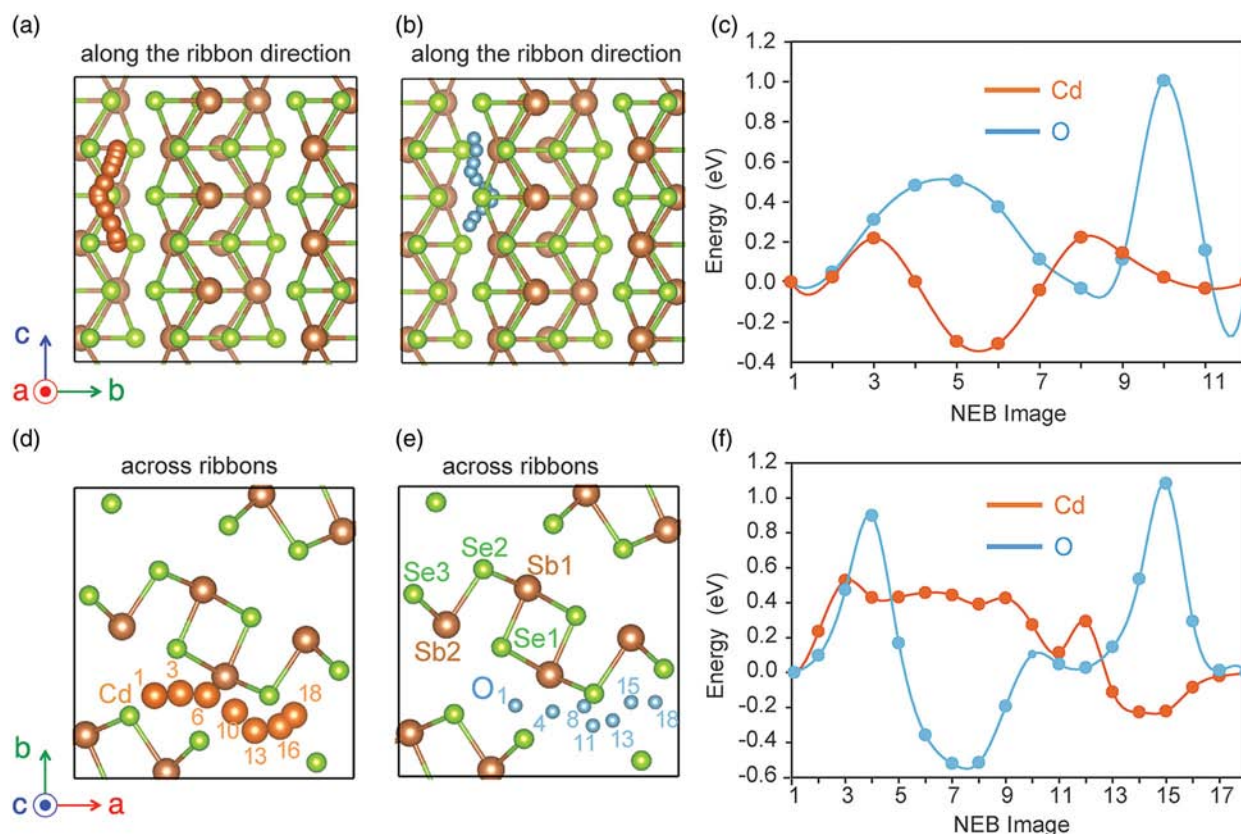 (a)
along the ribbon direction
c
a
b
(b)
along the ribbon direction
(c)
1.2
1.0
0.8
0.6
0.4
0.2
0.0
-0.2
-0.4
Energy (eV)
Cd
O
1
3
5
7
9
11
NEB Image
(d)
across ribbons
Cd
1
3
6
10
13
16
18
b
c
a
(e)
across ribbons
Se3
Se2
Sb1
Sb2
Se1
O
1
4
8
11
13
15
18
(f)
1.2
1.0
0.8
0.6
0.4
0.2
0.0
-0.2
-0.4
-0.6
Energy (eV)
Cd
O
1
3
5
7
9
11
13
15
17
NEB Image